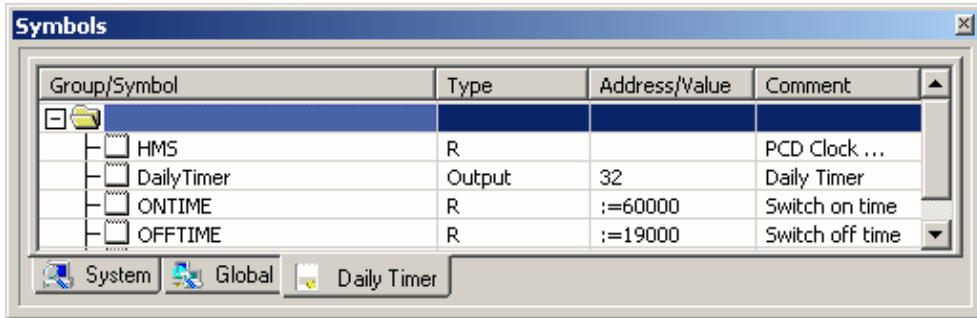 Symbols
Group/Symbol Type Address/Value Comment
HMS R PCD Clock ...
DailyTimer Output 32 Daily Timer
ONTIME R :=60000 Switch on time
OFFTIME R :=19000 Switch off time
System Global Daily Timer